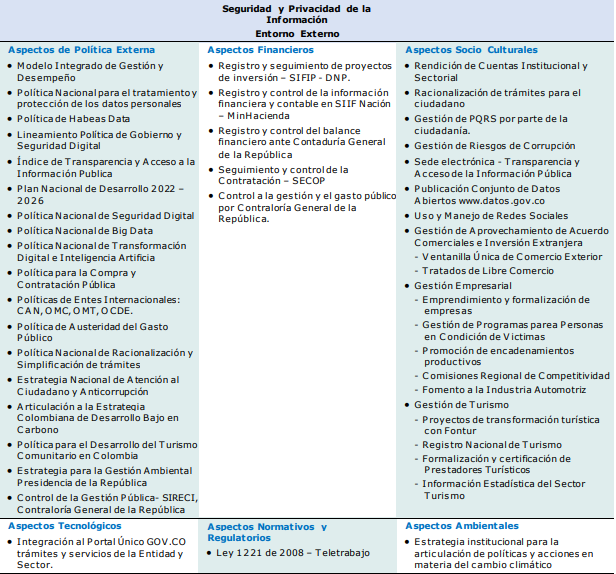 Seguridad y Privacidad de la
Información
Entorno Externo
Aspectos de Política Externa
• Modelo Integrado de Gestión y
Desempeño
• Política Nacional para el tratamiento y
protección de los datos personales
• Política de Habeas Data
• Lineamiento Política de Gobierno y
Seguridad Digital
• Índice de Transparencia y Acceso a la
Información Publica
• Plan Nacional de Desarrollo 2022 –
2026
• Política Nacional de Seguridad Digital
• Política Nacional de Big Data
• Política Nacional de Transformación
Digital e Inteligencia Artificia
• Política para la Compra y
Contratación Pública
• Políticas de Entes Internacionales:
CAN, OMC, OMT, OCDE.
• Política de Austeridad del Gasto
Público
• Política Nacional de Racionalización y
Simplificación de trámites
• Estrategia Nacional de Atención al
Ciudadano y Anticorrupción
• Articulación a la Estrategia
Colombiana de Desarrollo Bajo en
Carbono
• Política para el Desarrollo del Turismo
Comunitario en Colombia
• Estrategia para la Gestión Ambiental
Presidencia de la República
• Control de la Gestión Pública- SIRECI,
Contraloría General de la República
Aspectos Financieros
• Registro y seguimiento de proyectos
de inversión – SIFIP - DNP.
• Registro y control de la información
financiera y contable en SIIF Nación
– MinHacienda
• Registro y control del balance
financiero ante Contaduría General
de la República
• Seguimiento y control de la
Contratación – SECOP
• Control a la gestión y el gasto público
por Contraloría General de la
República.
Aspectos Socio Culturales
• Rendición de Cuentas Institucional y
Sectorial
• Racionalización de trámites para el
ciudadano
• Gestión de PQRS por parte de la
ciudadanía.
• Gestión de Riesgos de Corrupción
• Sede electrónica - Transparencia y
Acceso de la Información Pública
• Publicación Conjunto de Datos
Abiertos www.datos.gov.co
• Uso y Manejo de Redes Sociales
• Gestión de Aprovechamiento de Acuerdo
Comerciales e Inversión Extranjera
- Ventanilla Única de Comercio Exterior
- Tratados de Libre Comercio
• Gestión Empresarial
- Emprendimiento y formalización de
empresas
- Gestión de Programas parea Personas
en Condición de Victimas
- Promoción de encadenamientos
productivos
- Comisiones Regional de Competitividad
- Fomento a la Industria Automotriz
• Gestión de Turismo
- Proyectos de transformación turística
con Fontur
- Registro Nacional de Turismo
- Formalización y certificación de
Prestadores Turísticos
- Información Estadística del Sector
Turismo
Aspectos Tecnológicos
• Integración al Portal Único GOV.CO
trámites y servicios de la Entidad y
Sector.
Aspectos Normativos y
Regulatorios
• Ley 1221 de 2008 – Teletrabajo
Aspectos Ambientales
• Estrategia institucional para la
articulación de políticas y acciones en
materia del cambio climático